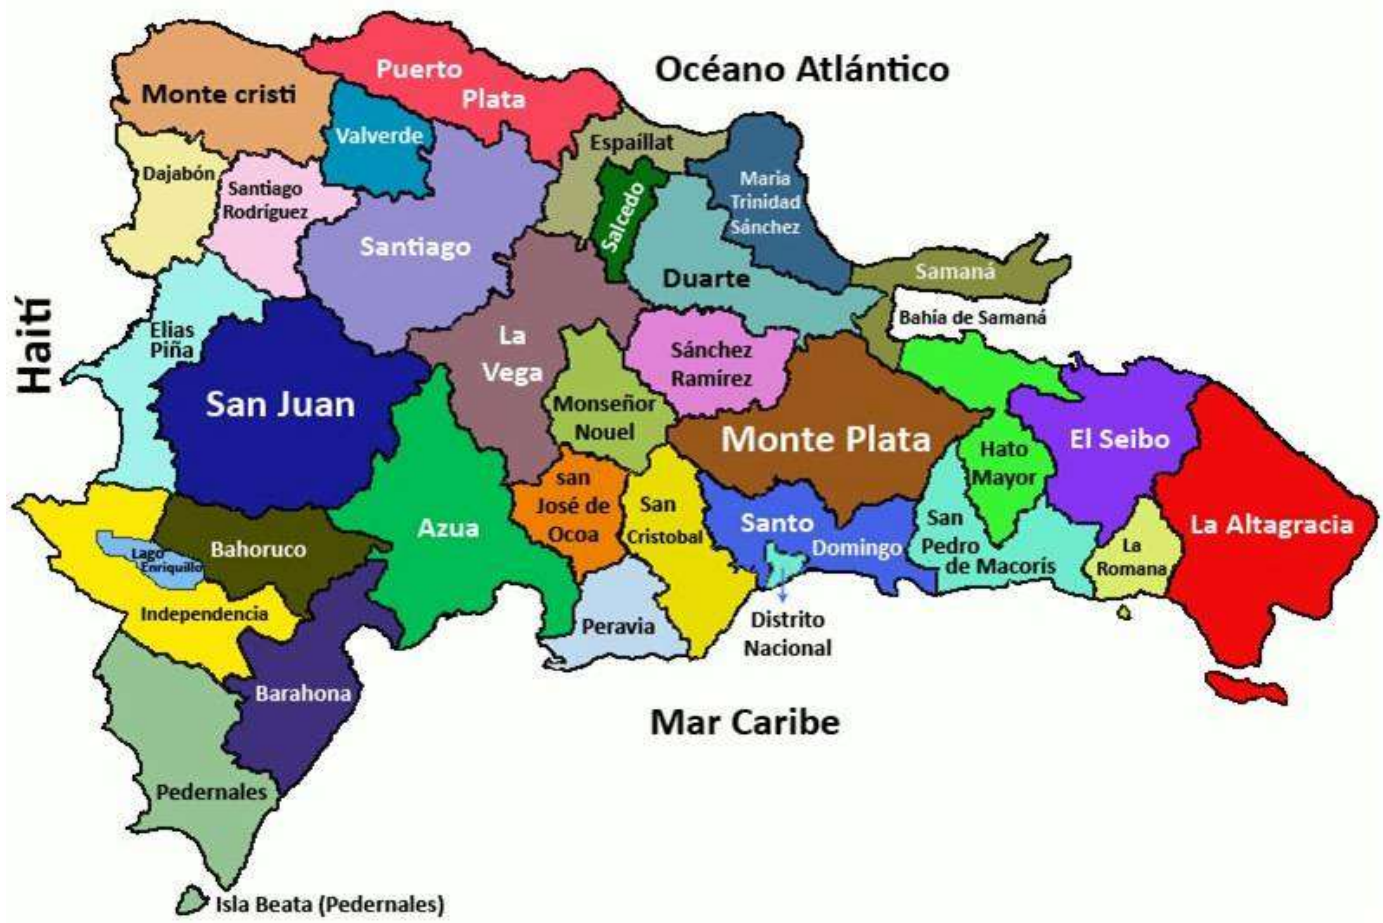 Océano Atlántico
Puerto
Plata
Monte cristi
Valverde
Espaíllat
Dajabón
Santiago
Rodríguez
Maria
Trinidad
Sánchez
Salcedo
Santiago
Duarte
Samaná
Bahía de Samaná
Haití
Elias
Piña
La
Vega
Sánchez
Ramírez
San Juan
Monseñor
Nouel
Monte Plata
El Seibo
Hato
Mayor
san
José de
Ocoa
San
Cristobal
Azua
Santo
Domingo
San
Pedro
de Macorís
La
Romana
La Altagracia
Bahoruco
Lago
Enriquillo
Independencia
Peravia
Distrito
Nacional
Barahona
Mar Caribe
Pedernales
Isla Beata (Pedernales)